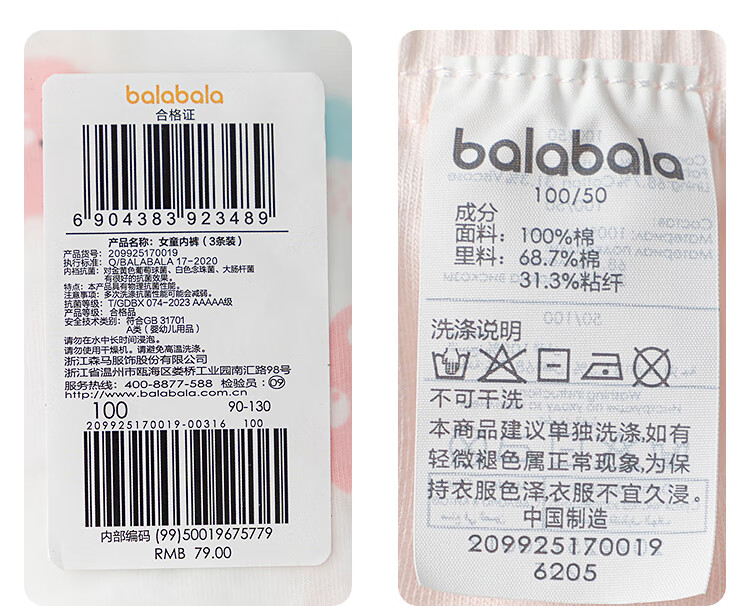 balabala
合格证
6 904383 923489
产品名称：女童内裤（3条装）
产品货号：209925170019
执行标准：Q/BALABALA 17-2020
内裆抗菌：对金黄色葡萄球菌、白色念珠菌、大肠杆菌
有很好的抗菌效果。
特点：本产品具有物理抗菌性能。
注意事项：多次洗涤抗菌性能可能会减弱。
抗菌等级：T/GDBX 074-2023 AAAAA级
产品等级：合格品
安全技术类别：符合GB 31701
A类（婴幼儿用品）
请勿在水中长时间浸泡。
请勿使用干燥机。请避免高温洗涤。
浙江森马服饰股份有限公司
浙江省温州市瓯海区娄桥工业园南汇路98号
服务热线：400-8877-588 检验员：09
http://www.balabala.com.cn
100 90-130
209925170019-00316 100
内部编码 (99)50019675779
RMB 79.00
balabala
100/50
成分
面料：100%棉
里料：68.7%棉
31.3%粘纤
洗涤说明
不可干洗
本商品建议单独洗涤,如有
轻微褪色属正常现象,为保
持衣服色泽,衣服不宜久浸。
中国制造
209925170019
6205